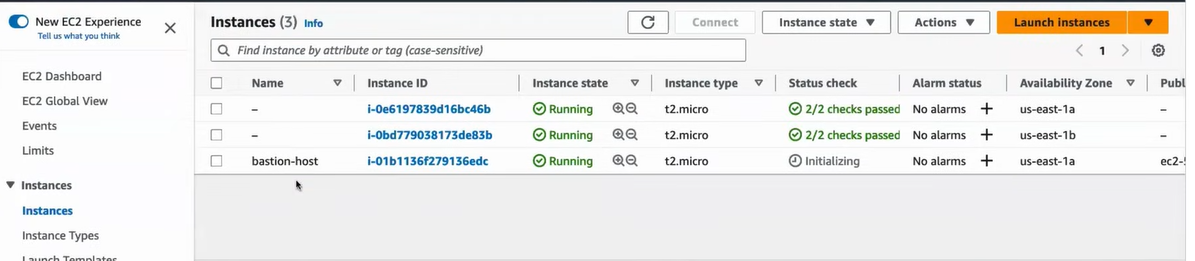 New EC2 Experience
Tell us what you think
EC2 Dashboard
EC2 Global View
Events
Limits
Instances
Instances
Instance Types
Launch Templates
Instances (3) Info
Connect
Instance state
Actions
Launch instances
Find instance by attribute or tag (case-sensitive)
1
Name Instance ID Instance state Instance type Status check Alarm status Availability Zone Publ
– i-0e6197839d16bc46b Running t2.micro 2/2 checks passed No alarms + us-east-1a –
– i-0bd779038173de83b Running t2.micro 2/2 checks passed No alarms + us-east-1b –
bastion-host i-01b1136f279136edc Running t2.micro Initializing No alarms + us-east-1a ec2-